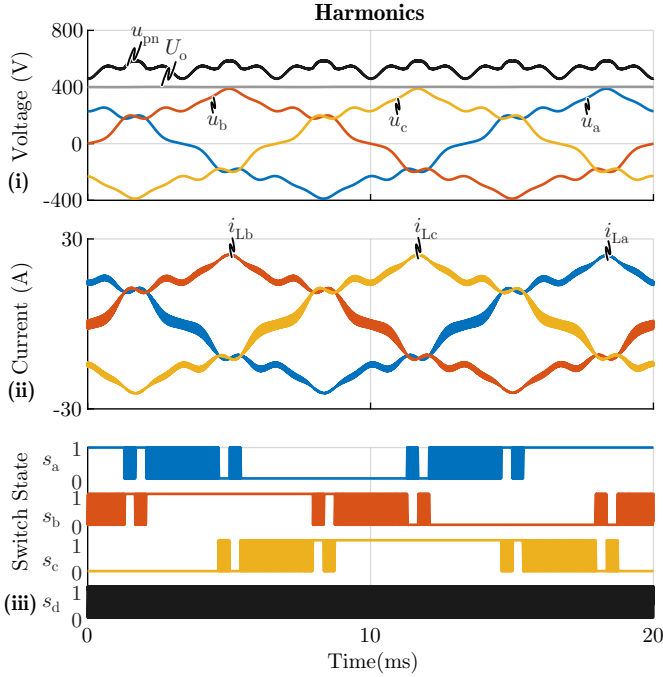 Harmonics
800
400
0
-400
Voltage (V)
(i)
u_pn
U_o
u_b
u_c
u_a
30
-30
Current (A)
(ii)
i_Lb
i_Lc
i_La
Switch State
(iii)
s_a
1
0
s_b
1
0
s_c
1
0
s_d
1
0
0
10
20
Time(ms)